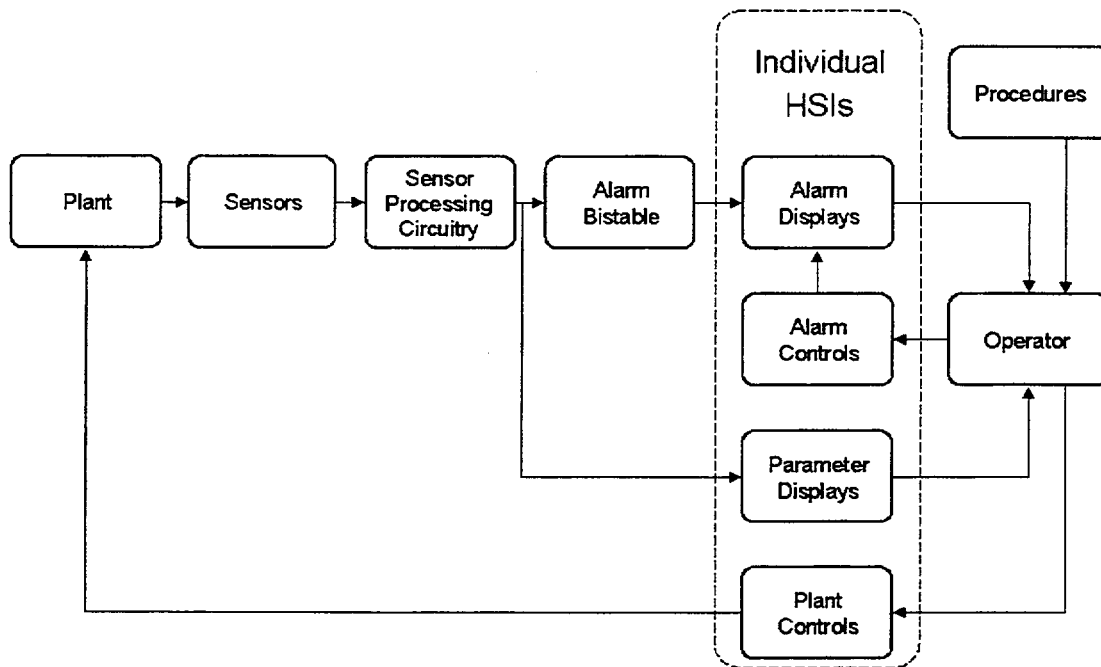 Individual
HSIs
Procedures
Plant
Sensors
Sensor
Processing
Circuitry
Alarm
Bistable
Alarm
Displays
Alarm
Controls
Operator
Parameter
Displays
Plant
Controls